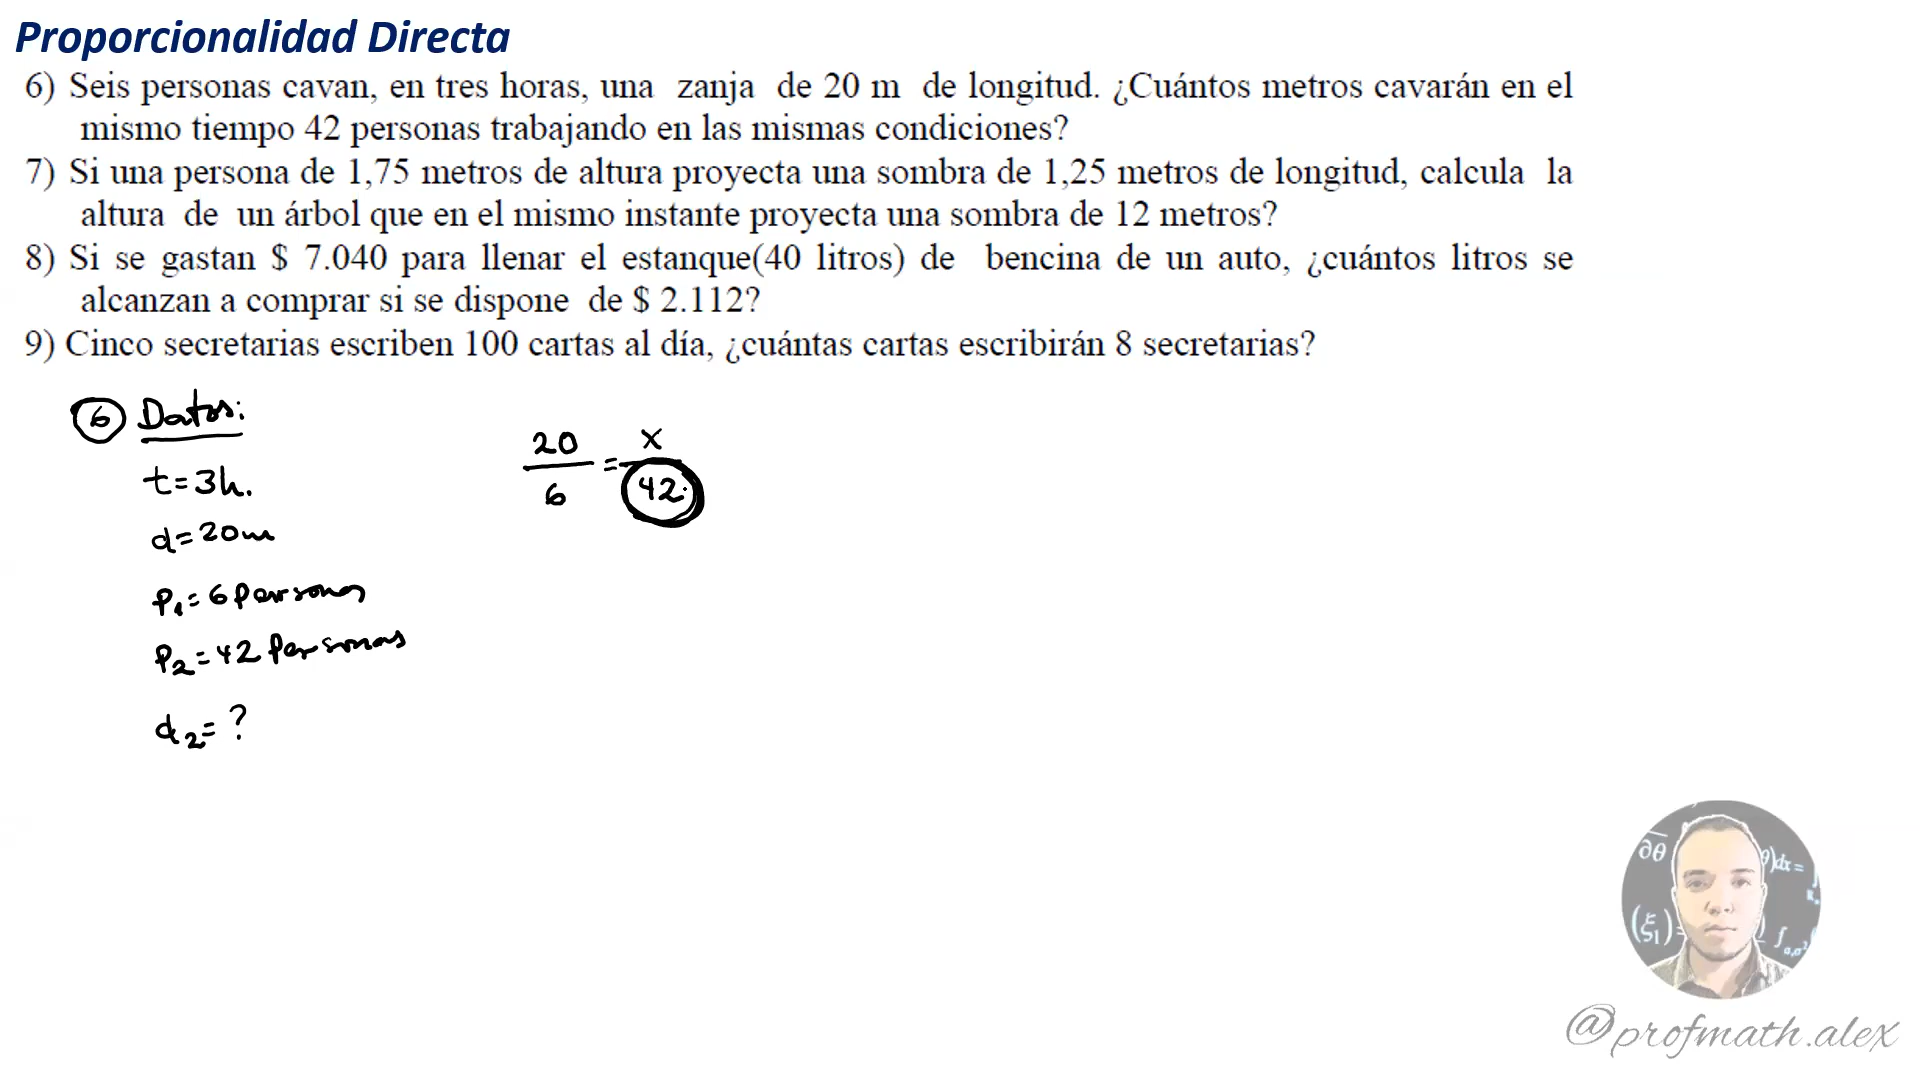 Proporcionalidad Directa
6) Seis personas cavan, en tres horas, una zanja de 20 m de longitud. ¿Cuántos metros cavarán en el
mismo tiempo 42 personas trabajando en las mismas condiciones?
7) Si una persona de 1,75 metros de altura proyecta una sombra de 1,25 metros de longitud, calcula la
altura de un árbol que en el mismo instante proyecta una sombra de 12 metros?
8) Si se gastan $ 7.040 para llenar el estanque(40 litros) de bencina de un auto, ¿cuántos litros se
alcanzan a comprar si se dispone de $ 2.112?
9) Cinco secretarias escriben 100 cartas al día, ¿cuántas cartas escribirán 8 secretarias?
6 Datos:
t=3h.
d=20m
P1=6 Personas
P2=42 Personas
d2=?
20/6 = x/42
∂θ
θ)dx =
(ξ1)
@profmath.alex